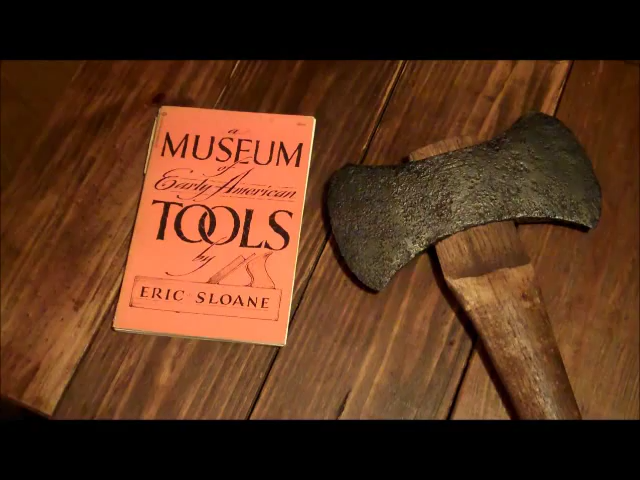 a
MUSEUM
of
Early American
TOOLS
by
ERIC SLOANE